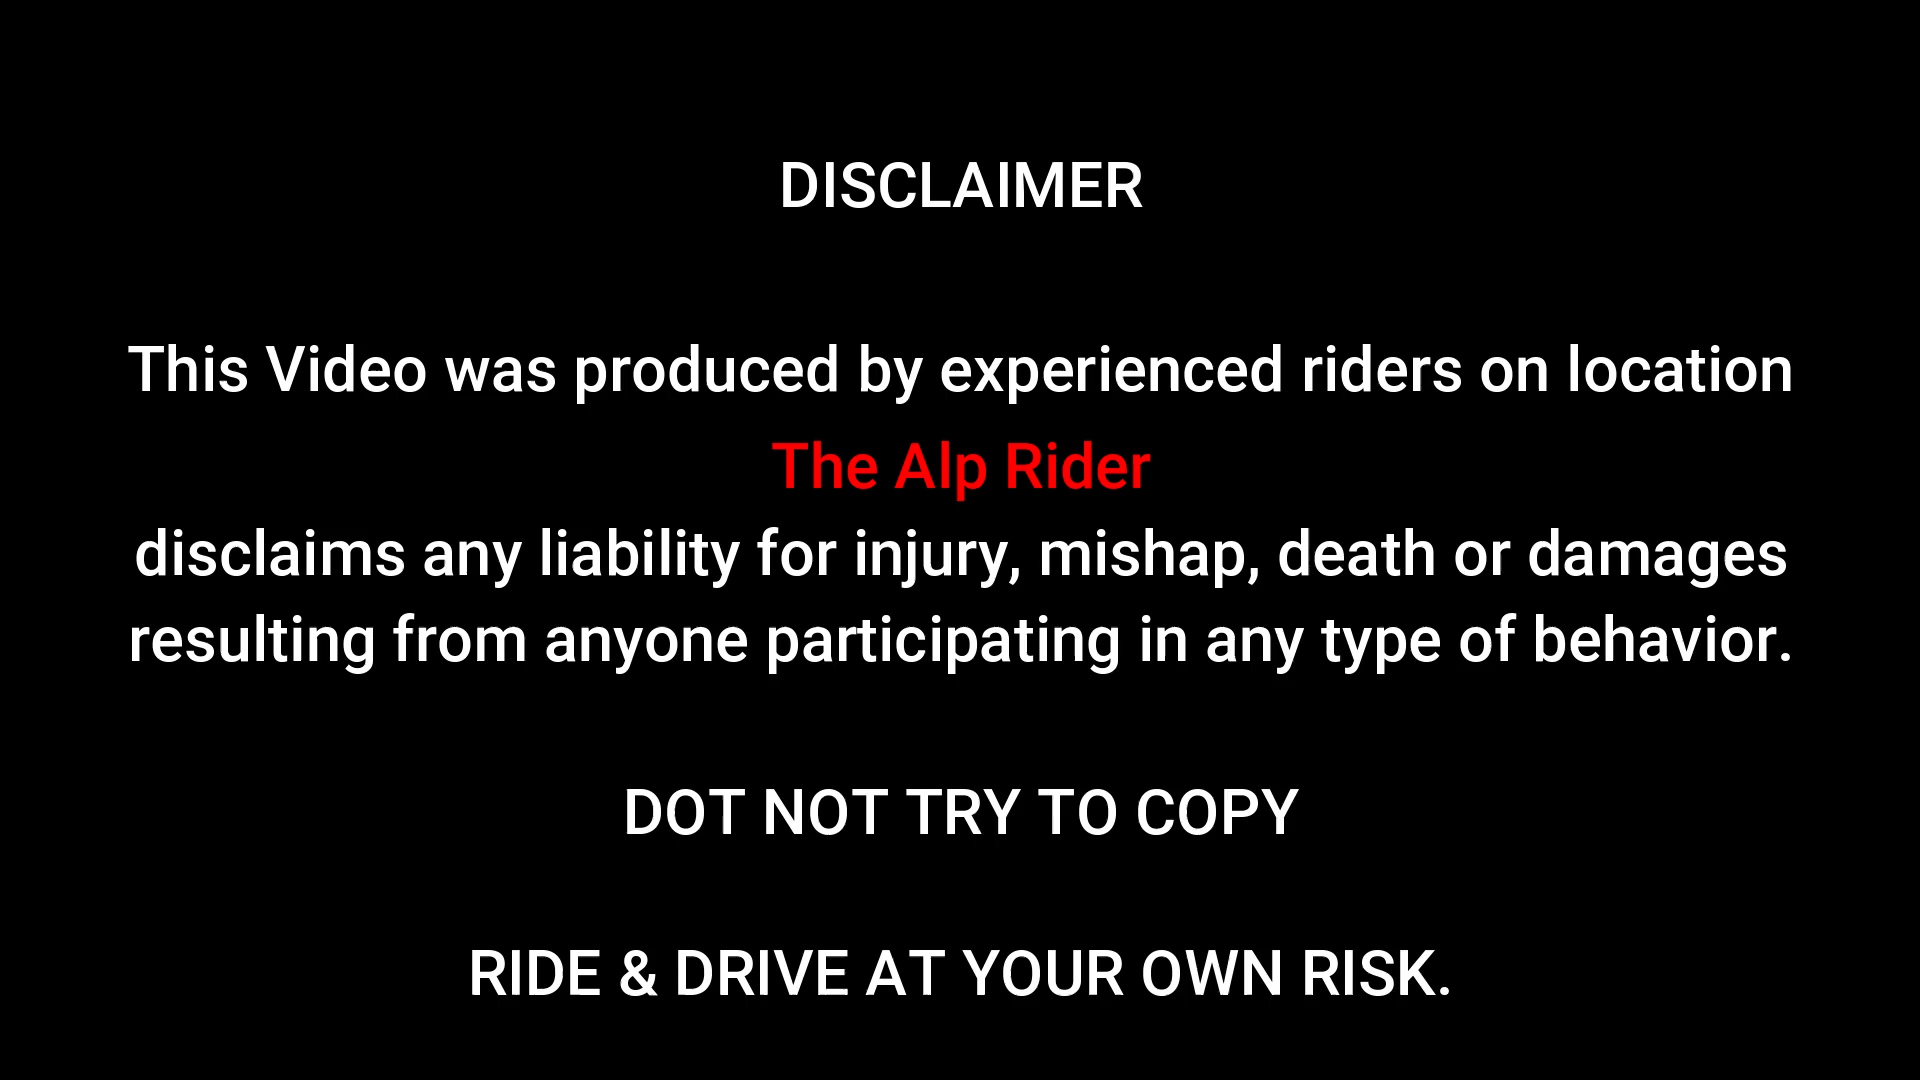 DISCLAIMER
This Video was produced by experienced riders on location
The Alp Rider
disclaims any liability for injury, mishap, death or damages
resulting from anyone participating in any type of behavior.
DOT NOT TRY TO COPY
RIDE & DRIVE AT YOUR OWN RISK.